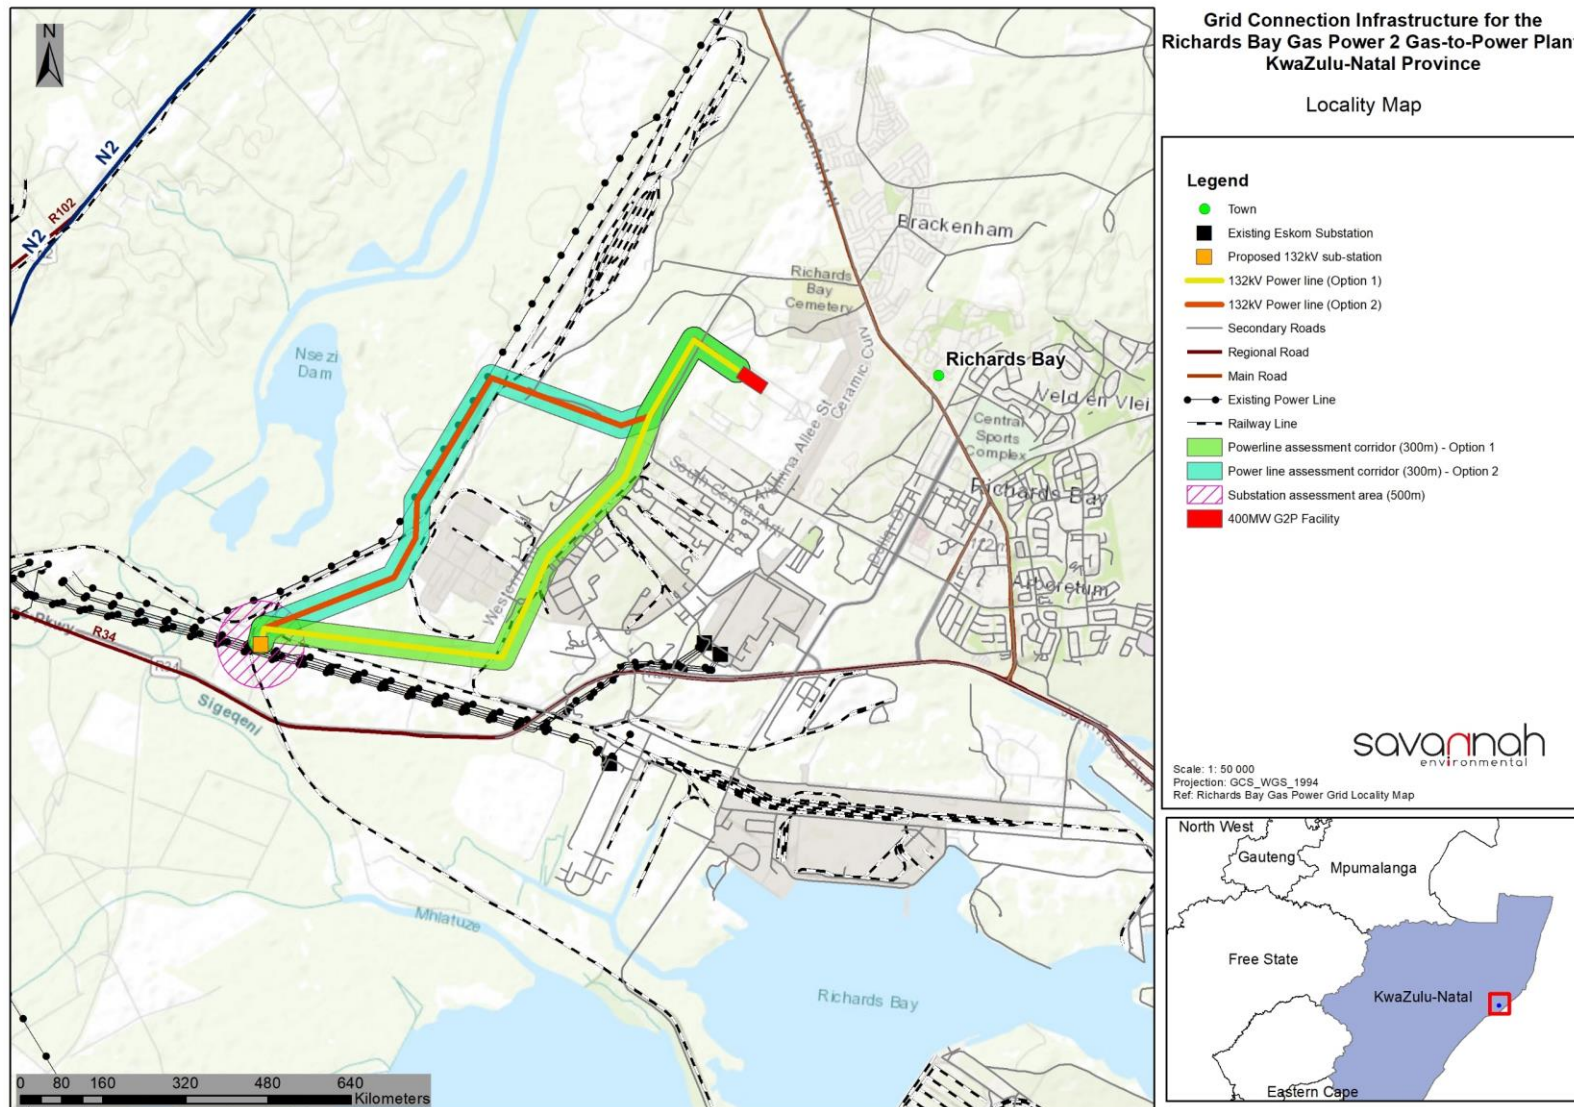 Grid Connection Infrastructure for the
Richards Bay Gas Power 2 Gas-to-Power Plant
KwaZulu-Natal Province
Locality Map
Legend
Town
Existing Eskom Substation
Proposed 132kV sub-station
132kV Power line (Option 1)
132kV Power line (Option 2)
Secondary Roads
Regional Road
Main Road
Existing Power Line
Railway Line
Powerline assessment corridor (300m) - Option 1
Power line assessment corridor (300m) - Option 2
Substation assessment area (500m)
400MW G2P Facility
savannah
environmental
Scale: 1: 50 000
Projection: GCS_WGS_1994
Ref: Richards Bay Gas Power Grid Locality Map
North West
Gauteng
Mpumalanga
Free State
KwaZulu-Natal
Eastern Cape
N
N2
R102
N2
North Central Artl
Brackenham
Richards
Bay
Cemetery
Nsezi
Dam
Richards Bay
Ceramic Curv
Alumina Allee St
Veld en Vlei
Central
Sports
Complex
Richards Bay
South Central Artl
Dollar D
112m
Arboretum
Western Artl
Pkwy
R34
R34
Sigeqeni
Mhlatuze
Richards Bay
0 80 160 320 480 640
Kilometers